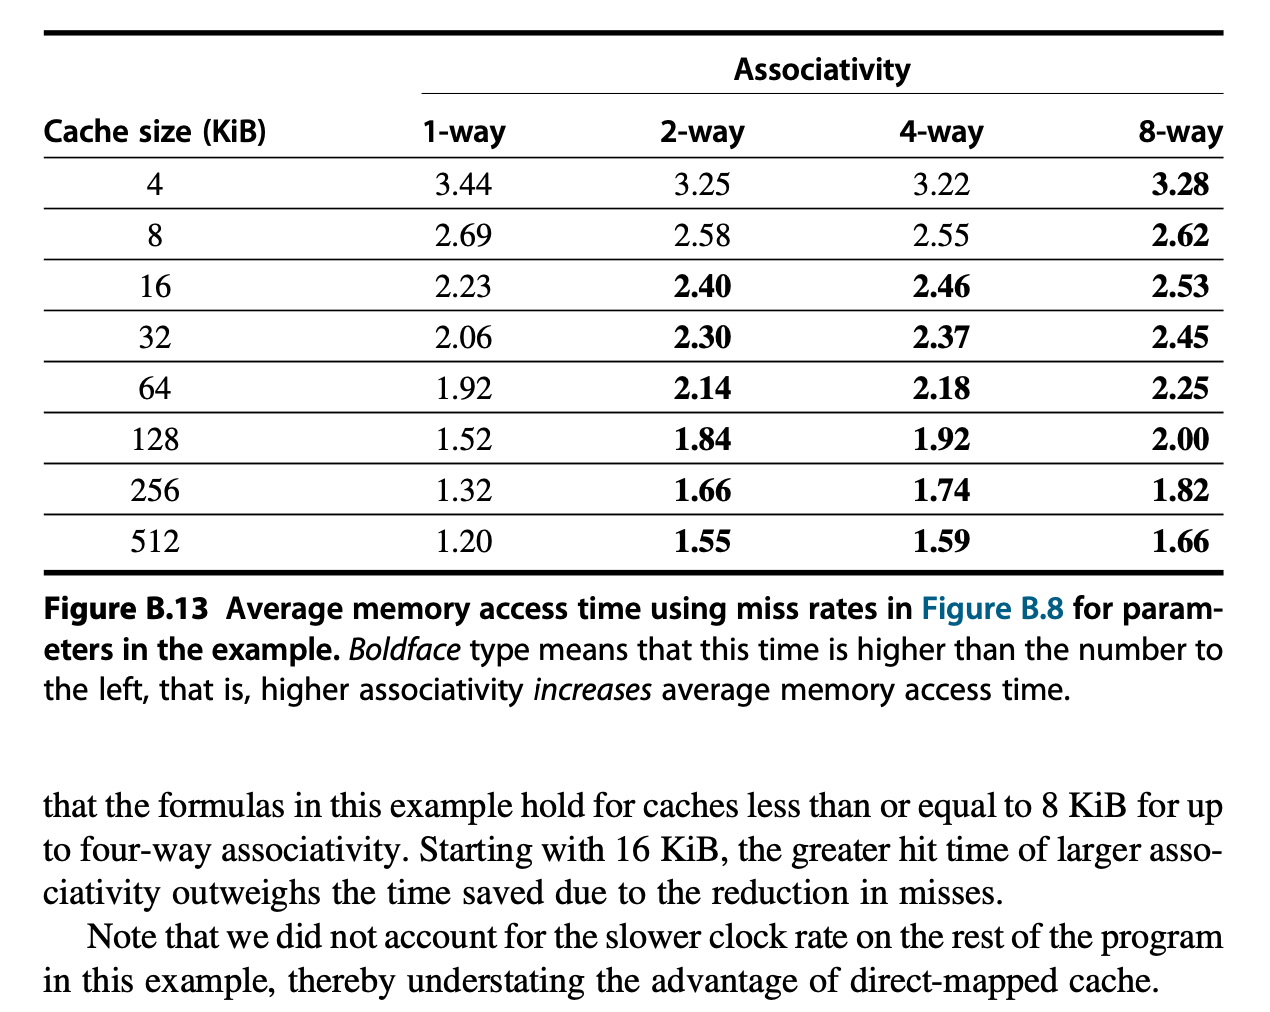 Associativity
Cache size (KiB) 1-way 2-way 4-way 8-way
4 3.44 3.25 3.22 3.28
8 2.69 2.58 2.55 2.62
16 2.23 2.40 2.46 2.53
32 2.06 2.30 2.37 2.45
64 1.92 2.14 2.18 2.25
128 1.52 1.84 1.92 2.00
256 1.32 1.66 1.74 1.82
512 1.20 1.55 1.59 1.66
Figure B.13 Average memory access time using miss rates in Figure B.8 for param-
eters in the example. Boldface type means that this time is higher than the number to
the left, that is, higher associativity increases average memory access time.
that the formulas in this example hold for caches less than or equal to 8 KiB for up
to four-way associativity. Starting with 16 KiB, the greater hit time of larger asso-
ciativity outweighs the time saved due to the reduction in misses.
Note that we did not account for the slower clock rate on the rest of the program
in this example, thereby understating the advantage of direct-mapped cache.